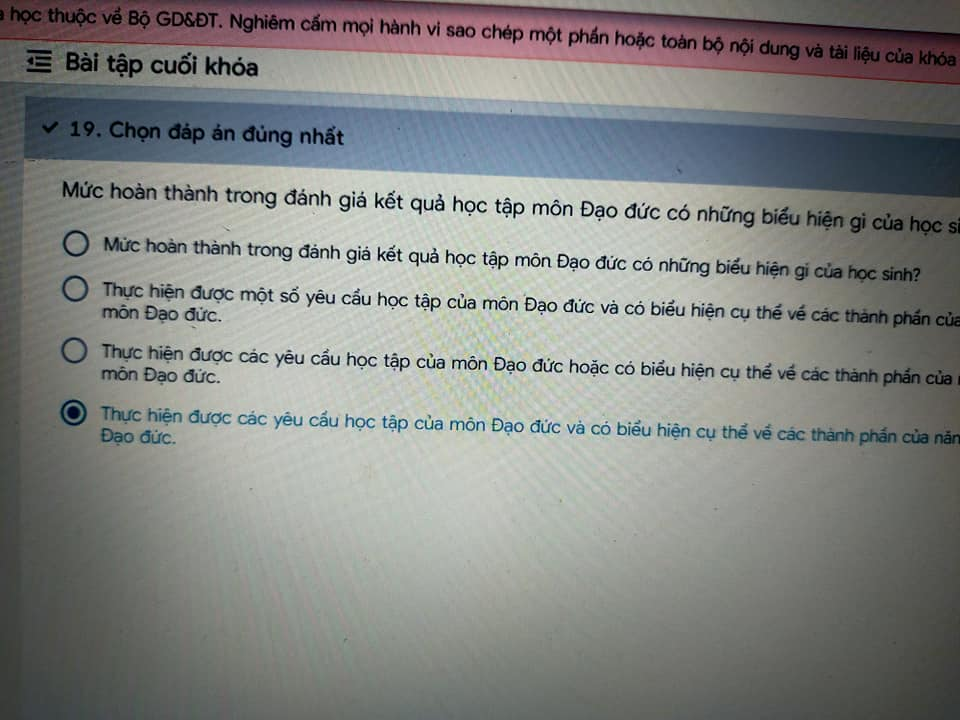 học thuộc về Bộ GD&ĐT. Nghiêm cấm mọi hành vi sao chép một phần hoặc toàn bộ nội dung và tài liệu của khóa
Bài tập cuối khóa
19. Chọn đáp án đúng nhất
Mức hoàn thành trong đánh giá kết quả học tập môn Đạo đức có những biểu hiện gì của học
Mức hoàn thành trong đánh giá kết quả học tập môn Đạo đức có những biểu hiện gì của học sinh?
Thực hiện được một số yêu cầu học tập của môn Đạo đức và có biểu hiện cụ thể về các thành phần của
môn Đạo đức.
Thực hiện được các yêu cầu học tập của môn Đạo đức hoặc có biểu hiện cụ thể về các thành phần của
môn Đạo đức.
Thực hiện được các yêu cầu học tập của môn Đạo đức và có biểu hiện cụ thể về các thành phần của
Đạo đức.